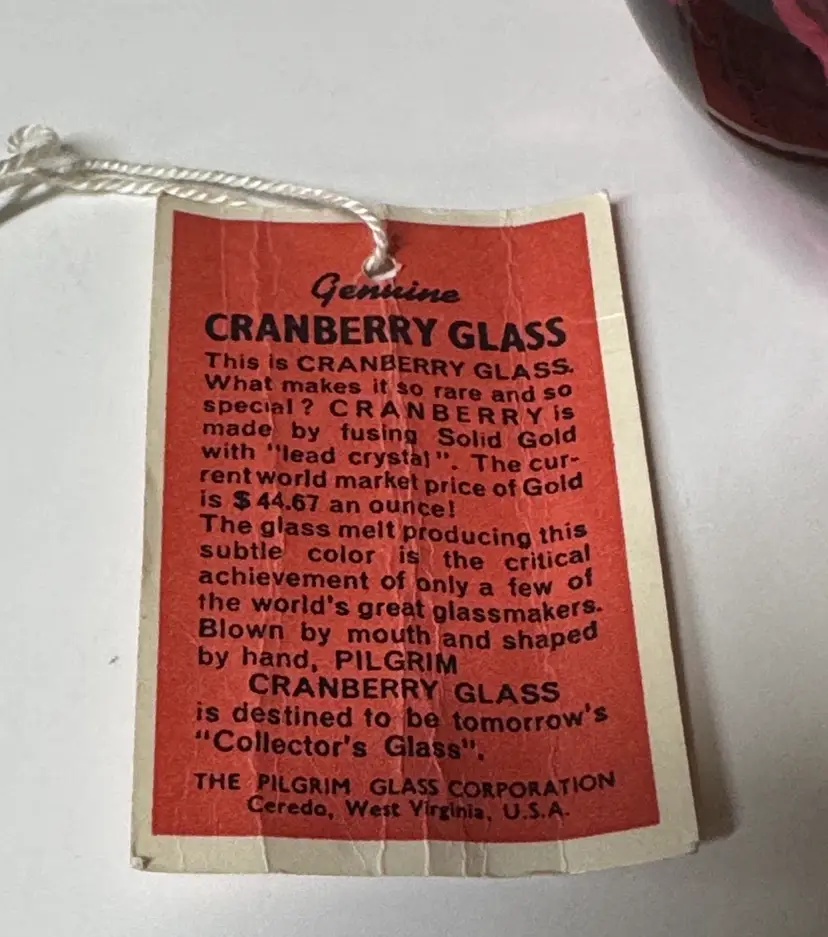 Genuine
CRANBERRY GLASS
This is CRANBERRY GLASS.
What makes it so rare and so
special? CRANBERRY is
made by fusing Solid Gold
with "lead crystal". The cur-
rent world market price of Gold
is $44.67 an ounce!
The glass melt producing this
subtle color is the critical
achievement of only a few of
the world's great glassmakers.
Blown by mouth and shaped
by hand, PILGRIM
CRANBERRY GLASS
is destined to be tomorrow's
"Collector's Glass".
THE PILGRIM GLASS CORPORATION
Ceredo, West Virginia, U.S.A.